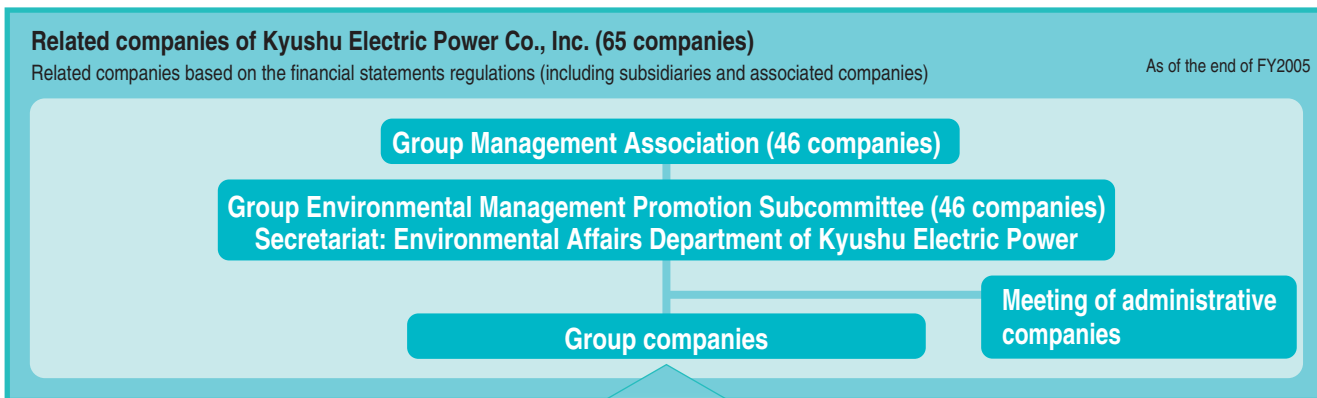 Related companies of Kyushu Electric Power Co., Inc. (65 companies)
Related companies based on the financial statements regulations (including subsidiaries and associated companies)
As of the end of FY2005
Group Management Association (46 companies)
Group Environmental Management Promotion Subcommittee (46 companies)
Secretariat: Environmental Affairs Department of Kyushu Electric Power
Meeting of administrative
companies
Group companies